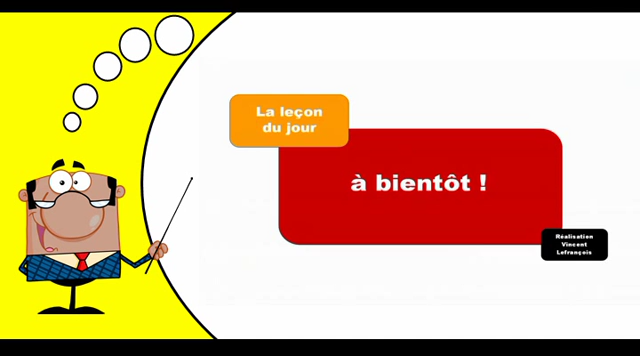 La leçon
du jour
à bientôt !
Réalisation
Vincent
Lefrançois